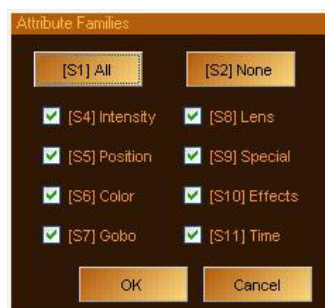 Attribute Families
[S1] All [S2] None
[S4] Intensity [S8] Lens
[S5] Position [S9] Special
[S6] Color [S10] Effects
[S7] Gobo [S11] Time
OK Cancel